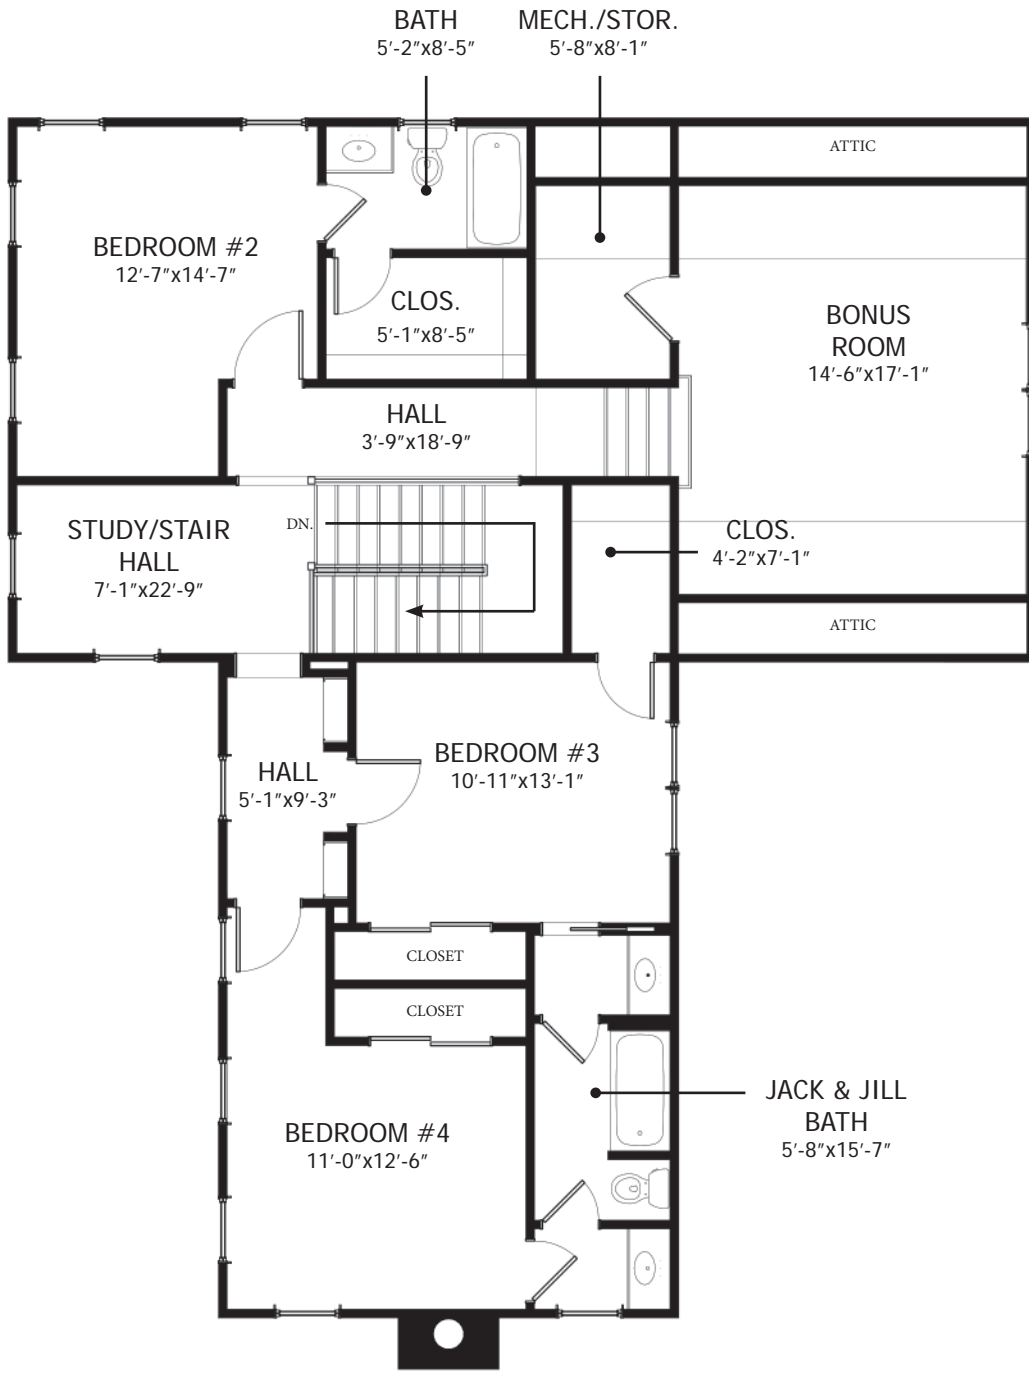 BATH
5′-2″x8′-5″
MECH./STOR.
5′-8″x8′-1″
ATTIC
BEDROOM #2
12′-7″x14′-7″
CLOS.
5′-1″x8′-5″
BONUS
ROOM
14′-6″x17′-1″
HALL
3′-9″x18′-9″
STUDY/STAIR
HALL
7′-1″x22′-9″
DN.
CLOS.
4′-2″x7′-1″
ATTIC
BEDROOM #3
10′-11″x13′-1″
HALL
5′-1″x9′-3″
CLOSET
CLOSET
JACK & JILL
BATH
5′-8″x15′-7″
BEDROOM #4
11′-0″x12′-6″